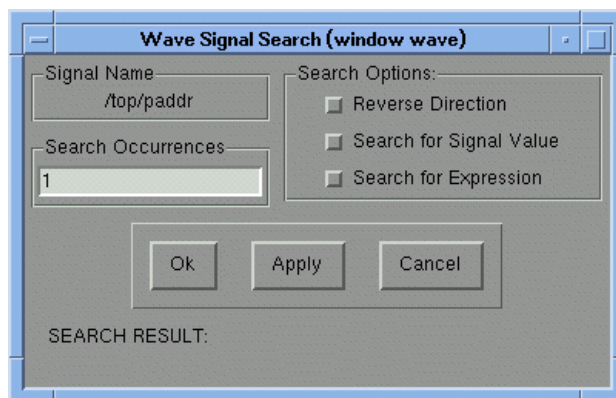 Wave Signal Search (window wave)
Signal Name
/top/paddr
Search Occurrences
1
Search Options:
Reverse Direction
Search for Signal Value
Search for Expression
Ok
Apply
Cancel
SEARCH RESULT: